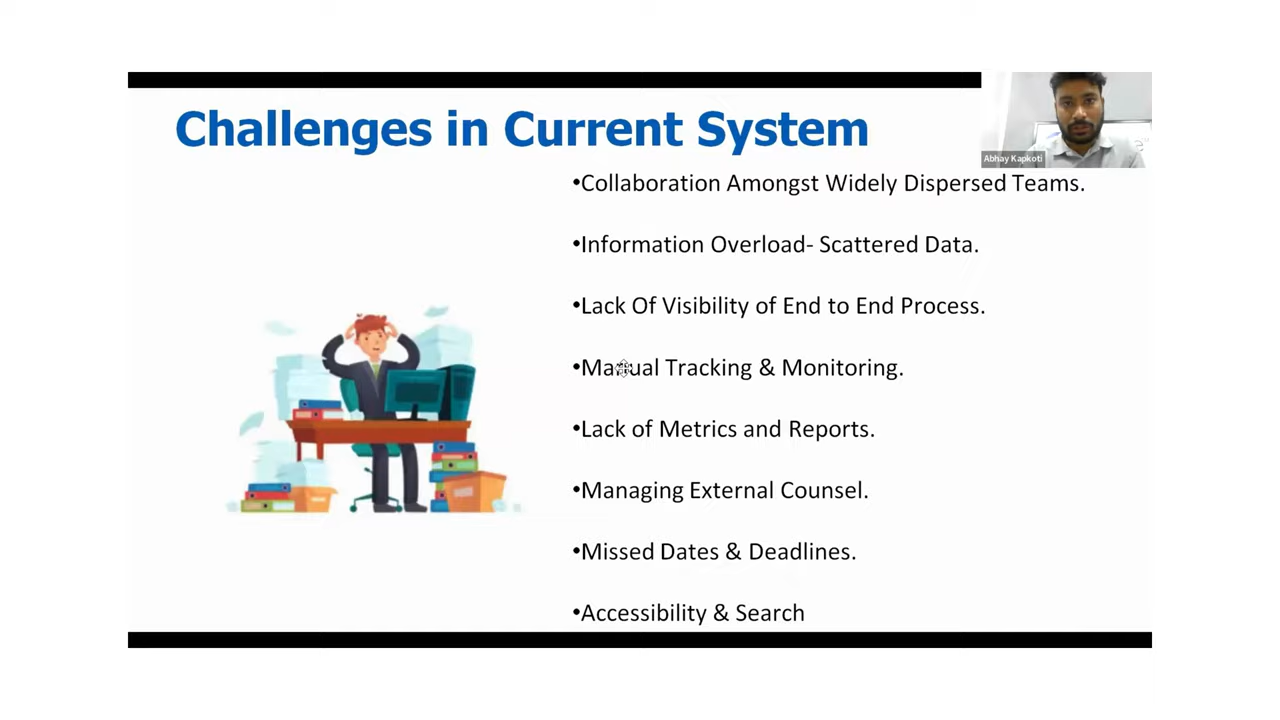 Challenges in Current System
Abhay Kapkoti
•Collaboration Amongst Widely Dispersed Teams.
•Information Overload- Scattered Data.
•Lack Of Visibility of End to End Process.
•Manual Tracking & Monitoring.
•Lack of Metrics and Reports.
•Managing External Counsel.
•Missed Dates & Deadlines.
•Accessibility & Search